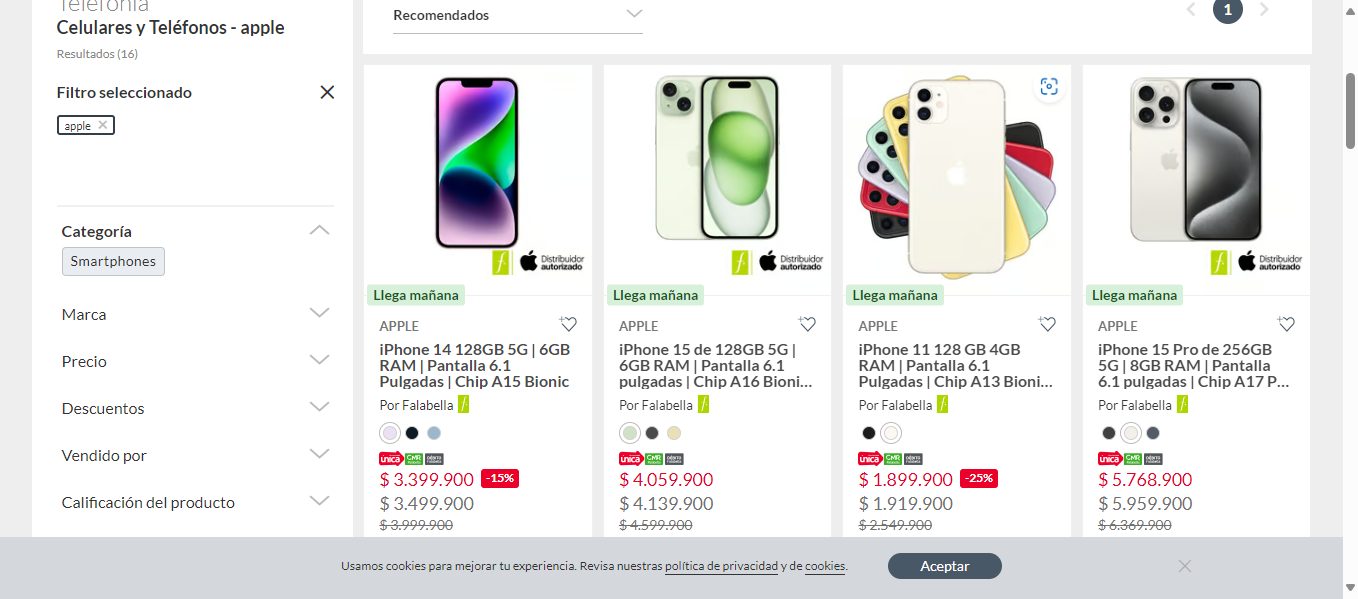 Telefonía
Celulares y Teléfonos - apple
Resultados (16)
Filtro seleccionado
apple
Categoría
Smartphones
Marca
Precio
Descuentos
Vendido por
Calificación del producto
Recomendados
1
Distribuidor
autorizado
Llega mañana
APPLE
iPhone 14 128GB 5G | 6GB
RAM | Pantalla 6.1
Pulgadas | Chip A15 Bionic
Por Falabella
única CMR
$ 3.399.900 -15%
$ 3.499.900
$ 3.999.900
Distribuidor
autorizado
Llega mañana
APPLE
iPhone 15 de 128GB 5G |
6GB RAM | Pantalla 6.1
pulgadas | Chip A16 Bioni...
Por Falabella
única CMR
$ 4.059.900
$ 4.139.900
$ 4.599.900
Llega mañana
APPLE
iPhone 11 128 GB 4GB
RAM | Pantalla 6.1
Pulgadas | Chip A13 Bioni...
Por Falabella
única CMR
$ 1.899.900 -25%
$ 1.919.900
$ 2.549.900
Distribuidor
autorizado
Llega mañana
APPLE
iPhone 15 Pro de 256GB
5G | 8GB RAM | Pantalla
6.1 pulgadas | Chip A17 P...
Por Falabella
única CMR
$ 5.768.900
$ 5.959.900
$ 6.369.900
Usamos cookies para mejorar tu experiencia. Revisa nuestras política de privacidad y de cookies.
Aceptar